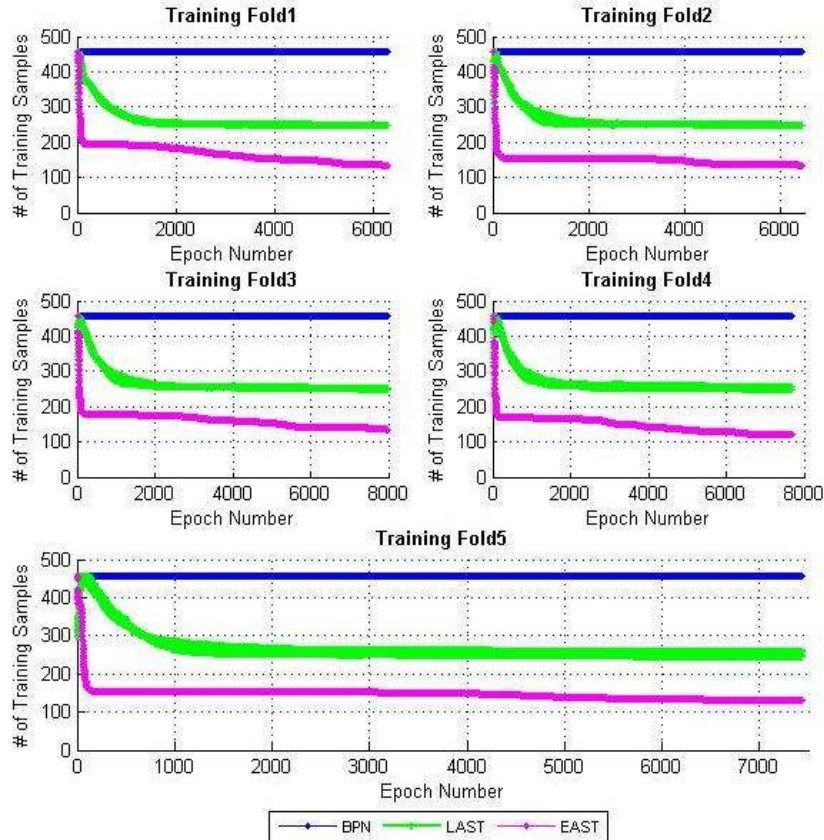 Training Fold1
Training Fold2
# of Training Samples
500
400
300
200
100
0
0 2000 4000 6000
Epoch Number
# of Training Samples
500
400
300
200
100
0
0 2000 4000 6000
Epoch Number
Training Fold3
Training Fold4
# of Training Samples
500
400
300
200
100
0
0 2000 4000 6000 8000
Epoch Number
# of Training Samples
500
400
300
200
100
0
0 2000 4000 6000 8000
Epoch Number
Training Fold5
# of Training Samples
500
400
300
200
100
0
0 1000 2000 3000 4000 5000 6000 7000
Epoch Number
BPN LAST EAST